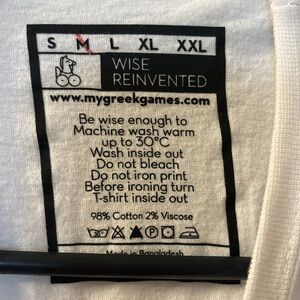 S M L XL XXL
WISE
REINVENTED
www.mygreekgames.com
Be wise enough to
Machine wash warm
up to 30°C
Wash inside out
Do not bleach
Do not iron print
Before ironing turn
T-shirt inside out
98% Cotton 2% Viscose
Made in Bangladesh